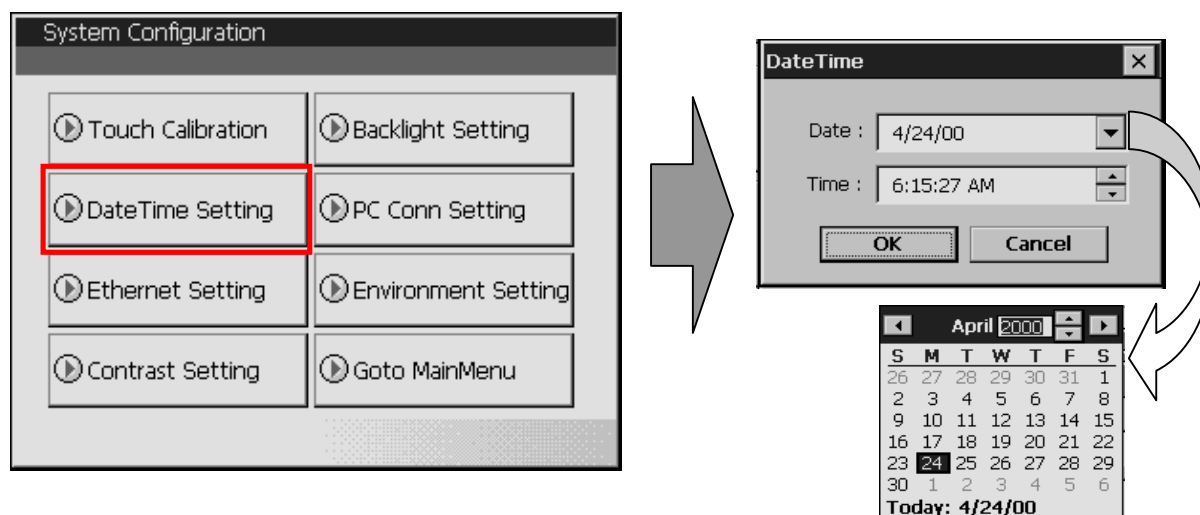 System Configuration
Touch Calibration
Backlight Setting
DateTime Setting
PC Conn Setting
Ethernet Setting
Environment Setting
Contrast Setting
Goto MainMenu
DateTime
Date : 4/24/00
Time : 6:15:27 AM
OK Cancel
April 2000
S M T W T F S
26 27 28 29 30 31 1
2 3 4 5 6 7 8
9 10 11 12 13 14 15
16 17 18 19 20 21 22
23 24 25 26 27 28 29
30 1 2 3 4 5 6
Today: 4/24/00